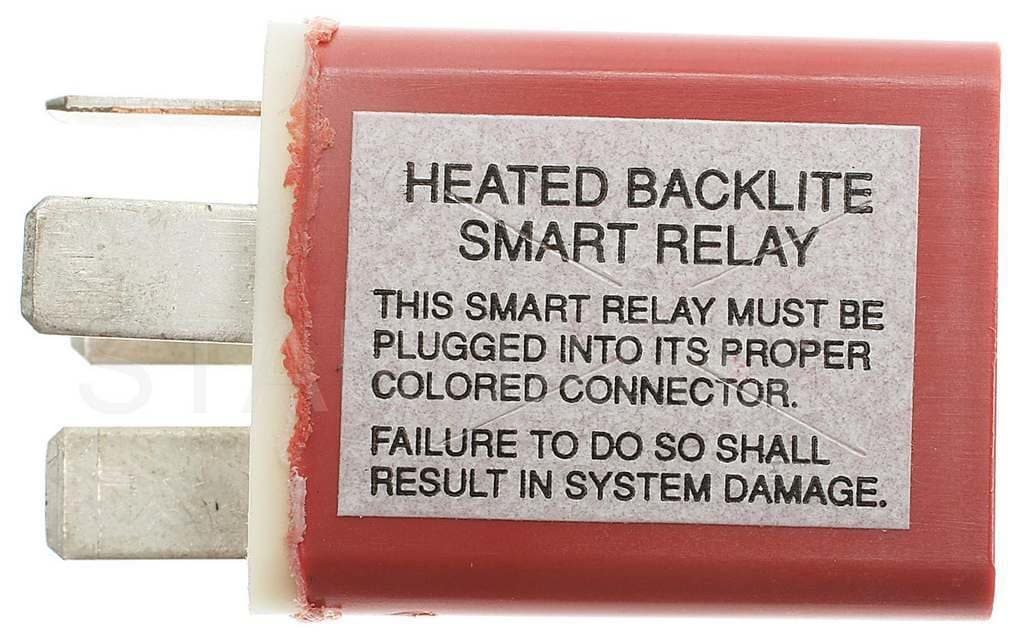 HEATED BACKLITE
SMART RELAY
THIS SMART RELAY MUST BE
PLUGGED INTO ITS PROPER
COLORED CONNECTOR.
FAILURE TO DO SO SHALL
RESULT IN SYSTEM DAMAGE.